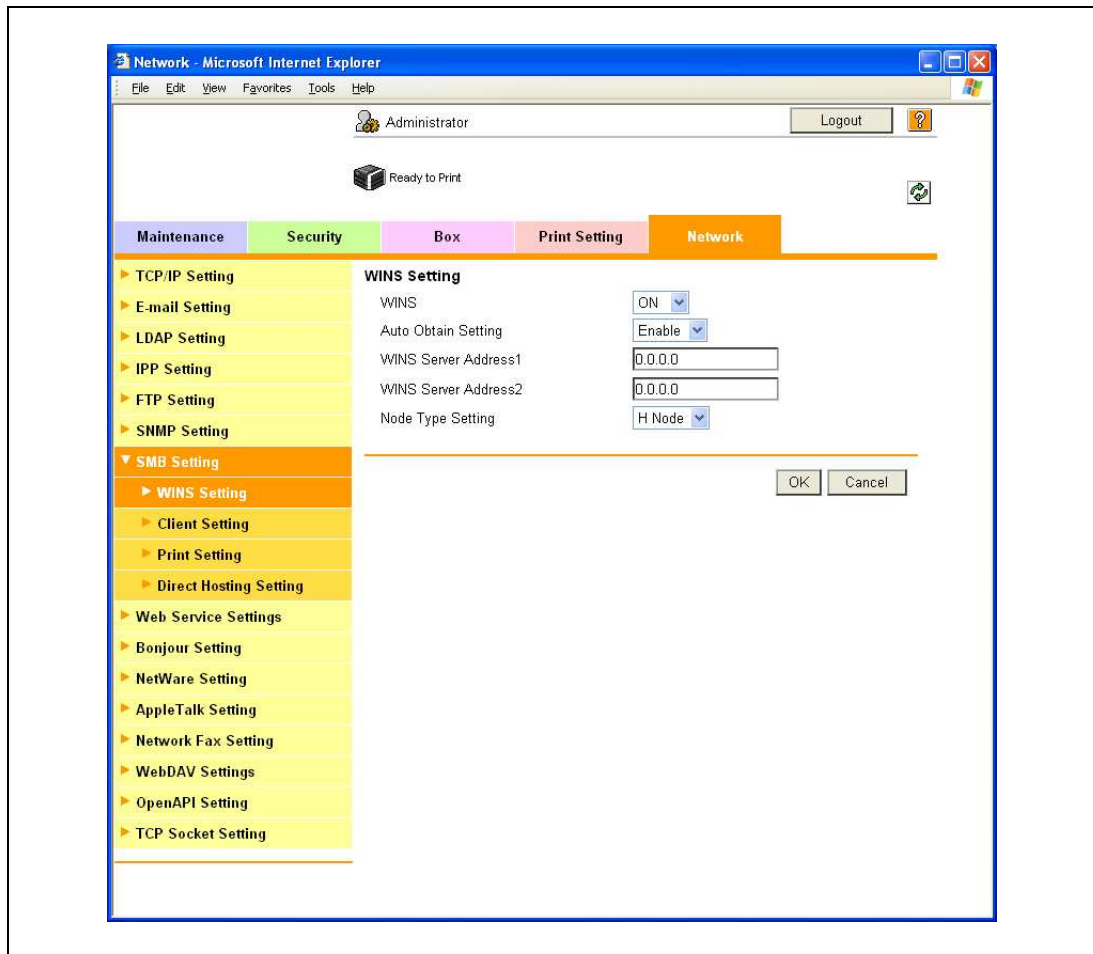 Network - Microsoft Internet Explorer
File Edit View Favorites Tools Help
Administrator
Logout
?
Ready to Print
Maintenance Security Box Print Setting Network
TCP/IP Setting
E-mail Setting
LDAP Setting
IPP Setting
FTP Setting
SNMP Setting
SMB Setting
WINS Setting
Client Setting
Print Setting
Direct Hosting Setting
Web Service Settings
Bonjour Setting
NetWare Setting
AppleTalk Setting
Network Fax Setting
WebDAV Settings
OpenAPI Setting
TCP Socket Setting
WINS Setting
WINS ON
Auto Obtain Setting Enable
WINS Server Address1 0.0.0.0
WINS Server Address2 0.0.0.0
Node Type Setting H Node
OK Cancel